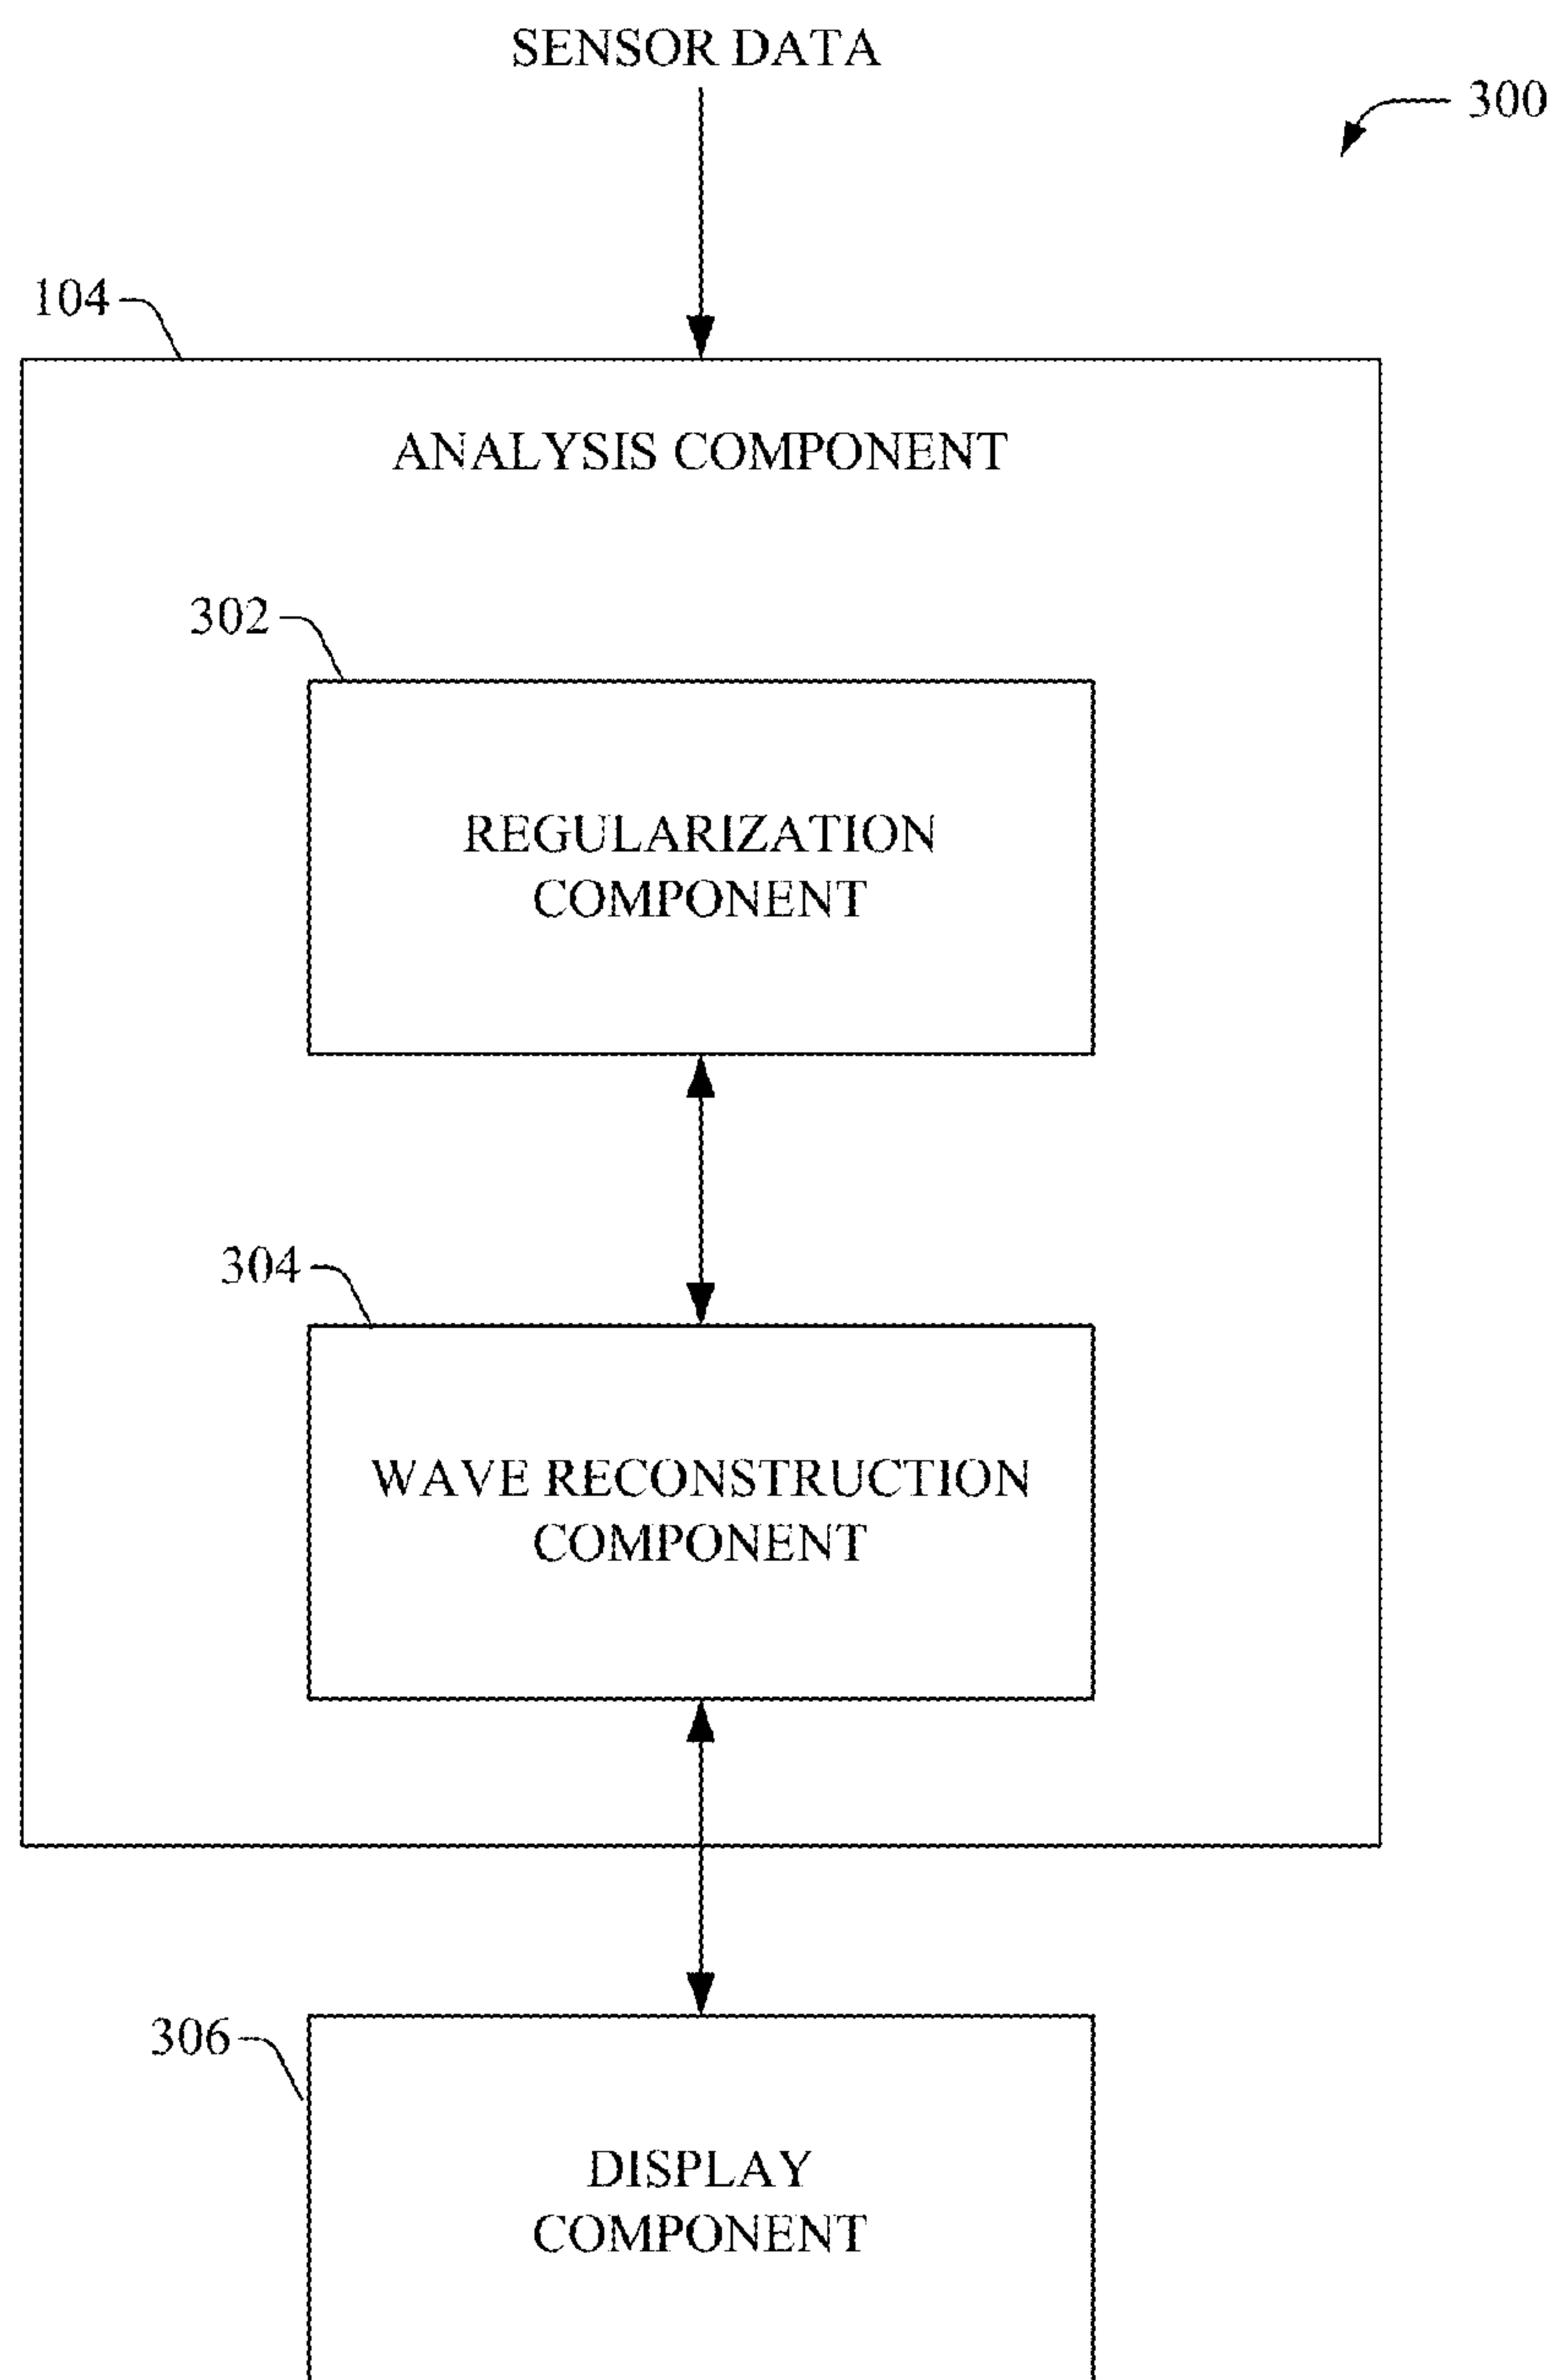 SENSOR DATA
300
104
ANALYSIS COMPONENT
302
REGULARIZATION
COMPONENT
304
WAVE RECONSTRUCTION
COMPONENT
306
DISPLAY
COMPONENT